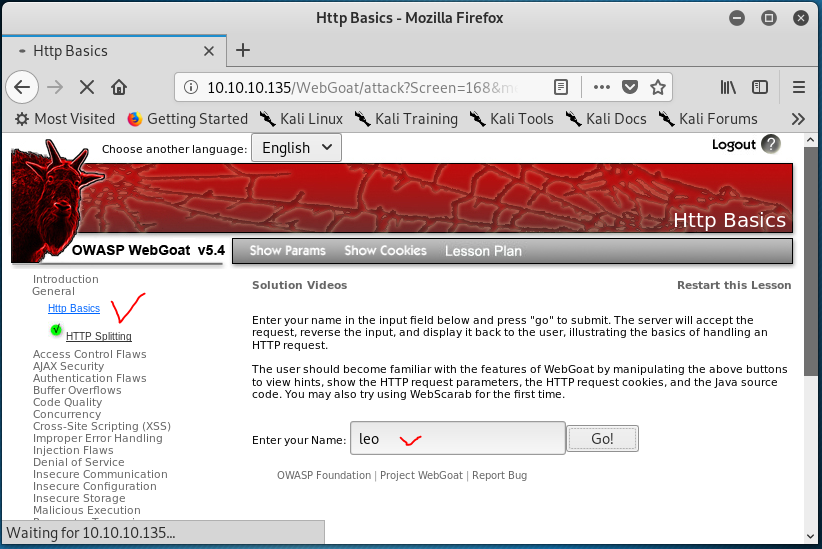 Http Basics - Mozilla Firefox
Http Basics
10.10.10.135/WebGoat/attack?Screen=168&m
Most Visited Getting Started Kali Linux Kali Training Kali Tools Kali Docs Kali Forums
Choose another language: English
Logout ?
Http Basics
OWASP WebGoat v5.4
Show Params Show Cookies Lesson Plan
Introduction
General
Http Basics
HTTP Splitting
Access Control Flaws
AJAX Security
Authentication Flaws
Buffer Overflows
Code Quality
Concurrency
Cross-Site Scripting (XSS)
Improper Error Handling
Injection Flaws
Denial of Service
Insecure Communication
Insecure Configuration
Insecure Storage
Malicious Execution
Solution Videos Restart this Lesson
Enter your name in the input field below and press "go" to submit. The server will accept the
request, reverse the input, and display it back to the user, illustrating the basics of handling an
HTTP request.
The user should become familiar with the features of WebGoat by manipulating the above buttons
to view hints, show the HTTP request parameters, the HTTP request cookies, and the Java source
code. You may also try using WebScarab for the first time.
Enter your Name: leo Go!
OWASP Foundation | Project WebGoat | Report Bug
Waiting for 10.10.10.135...